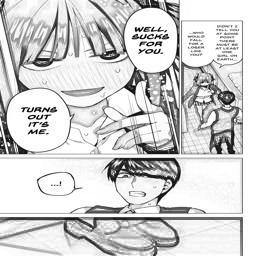 DIDN'T I
TELL YOU
AT SOME
POINT
THERE
MUST BE
AT LEAST
ONE
GIRL ON
EARTH...
...WHO
WOULD
FALL
FOR A
LOSER
LIKE
YOU?
WELL,
SUCKS
FOR
YOU.
TURNS
OUT
IT'S
ME.
...!